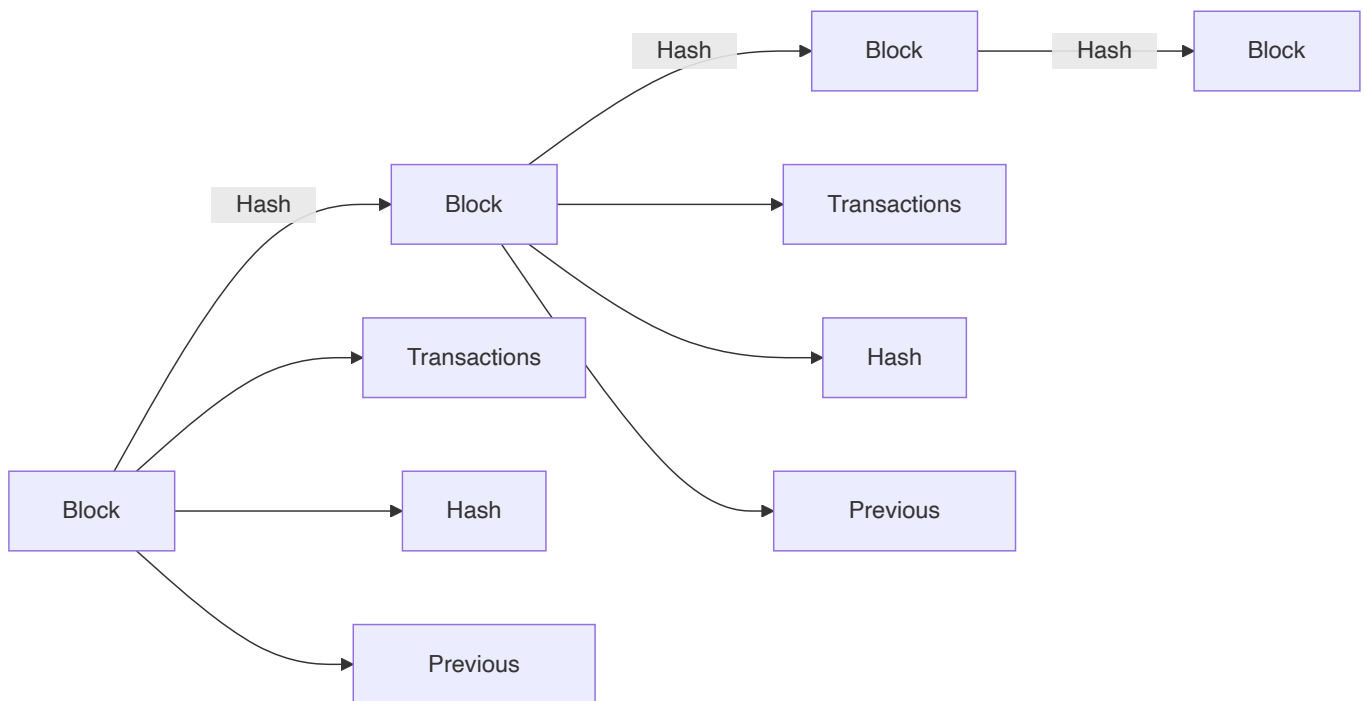 Hash
Block
Hash
Block
Hash
Block
Transactions
Transactions
Hash
Block
Hash
Previous
Previous